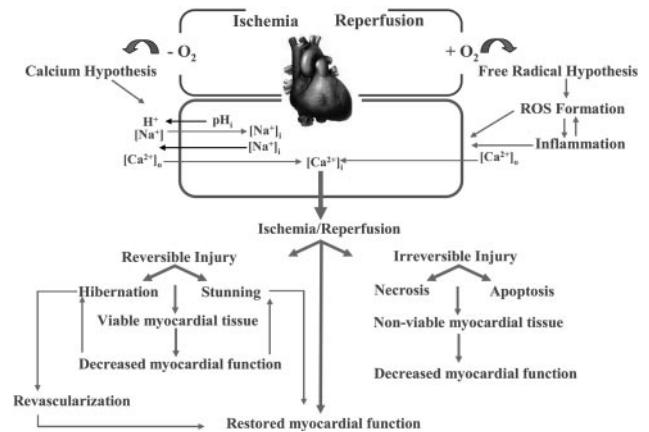 Ischemia Reperfusion
- O₂ + O₂
Calcium Hypothesis Free Radical Hypothesis
ROS Formation
H⁺ pHᵢ
[Na⁺] [Na⁺]ᵢ
Inflammation
[Na⁺]ᵢ
[Ca²⁺]ₒ [Ca²⁺]ᵢ [Ca²⁺]ₒ
Ischemia/Reperfusion
Reversible Injury Irreversible Injury
Hibernation Stunning Necrosis Apoptosis
Viable myocardial tissue Non-viable myocardial tissue
Decreased myocardial function Decreased myocardial function
Revascularization
Restored myocardial function